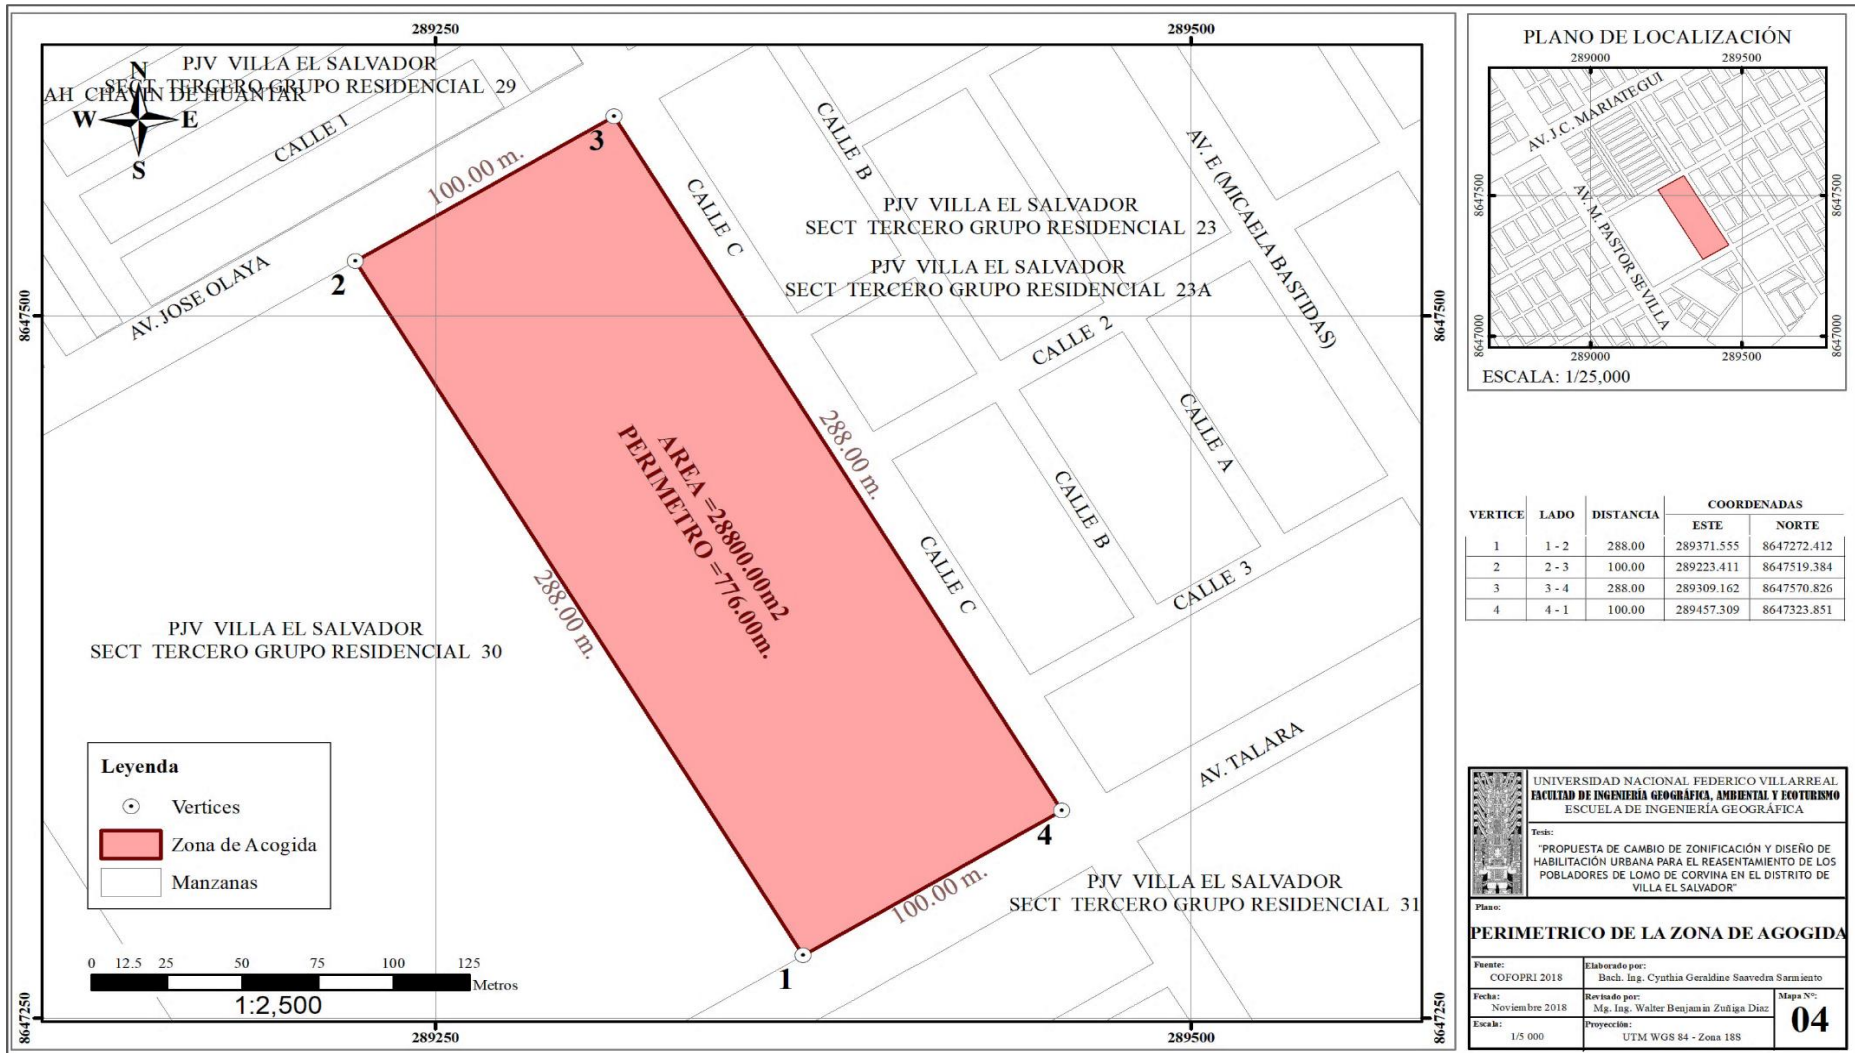 289250
289500
PJV VILLA EL SALVADOR
SECT TERCERO GRUPO RESIDENCIAL 29
AH CHAVIN DE HUANTAR
N
W
E
S
CALLE 1
AV. JOSE OLAYA
100.00 m.
3
2
CALLE C
CALLE B
AV. E (MICAELA BASTIDAS)
PJV VILLA EL SALVADOR
SECT TERCERO GRUPO RESIDENCIAL 23
PJV VILLA EL SALVADOR
SECT TERCERO GRUPO RESIDENCIAL 23A
8647500
8647500
CALLE 2
CALLE A
288.00 m.
AREA =28800.00m2
PERIMETRO =776.00m.
288.00 m.
CALLE B
CALLE C
CALLE 3
PJV VILLA EL SALVADOR
SECT TERCERO GRUPO RESIDENCIAL 30
AV. TALARA
4
100.00 m.
PJV VILLA EL SALVADOR
SECT TERCERO GRUPO RESIDENCIAL 31
1
Leyenda
Vertices
Zona de Acogida
Manzanas
0 12.5 25 50 75 100 125
Metros
1:2,500
8647250
8647250
289250
289500
PLANO DE LOCALIZACIÓN
289000
289500
AV. J.C. MARIATEGUI
8647500
8647500
AV. M. PASTOR SEVILLA
8647000
8647000
289000
289500
ESCALA: 1/25,000
VERTICE LADO DISTANCIA COORDENADAS
ESTE NORTE
1 1 - 2 288.00 289371.555 8647272.412
2 2 - 3 100.00 289223.411 8647519.384
3 3 - 4 288.00 289309.162 8647570.826
4 4 - 1 100.00 289457.309 8647323.851
UNIVERSIDAD NACIONAL FEDERICO VILLARREAL
FACULTAD DE INGENIERÍA GEOGRÁFICA, AMBIENTAL Y ECOTURISMO
ESCUELA DE INGENIERÍA GEOGRÁFICA
Tesis:
"PROPUESTA DE CAMBIO DE ZONIFICACIÓN Y DISEÑO DE
HABILITACIÓN URBANA PARA EL REASENTAMIENTO DE LOS
POBLADORES DE LOMO DE CORVINA EN EL DISTRITO DE
VILLA EL SALVADOR"
Plano:
PERIMETRICO DE LA ZONA DE AGOGIDA
Fuente:
COFOPRI 2018
Elaborado por:
Bach. Ing. Cynthia Geraldine Saavedra Sarmiento
Fecha:
Noviembre 2018
Revisado por:
Mg. Ing. Walter Benjamin Zuñiga Diaz
Mapa N°:
04
Escala:
1/5 000
Proyección:
UTM WGS 84 - Zona 18S